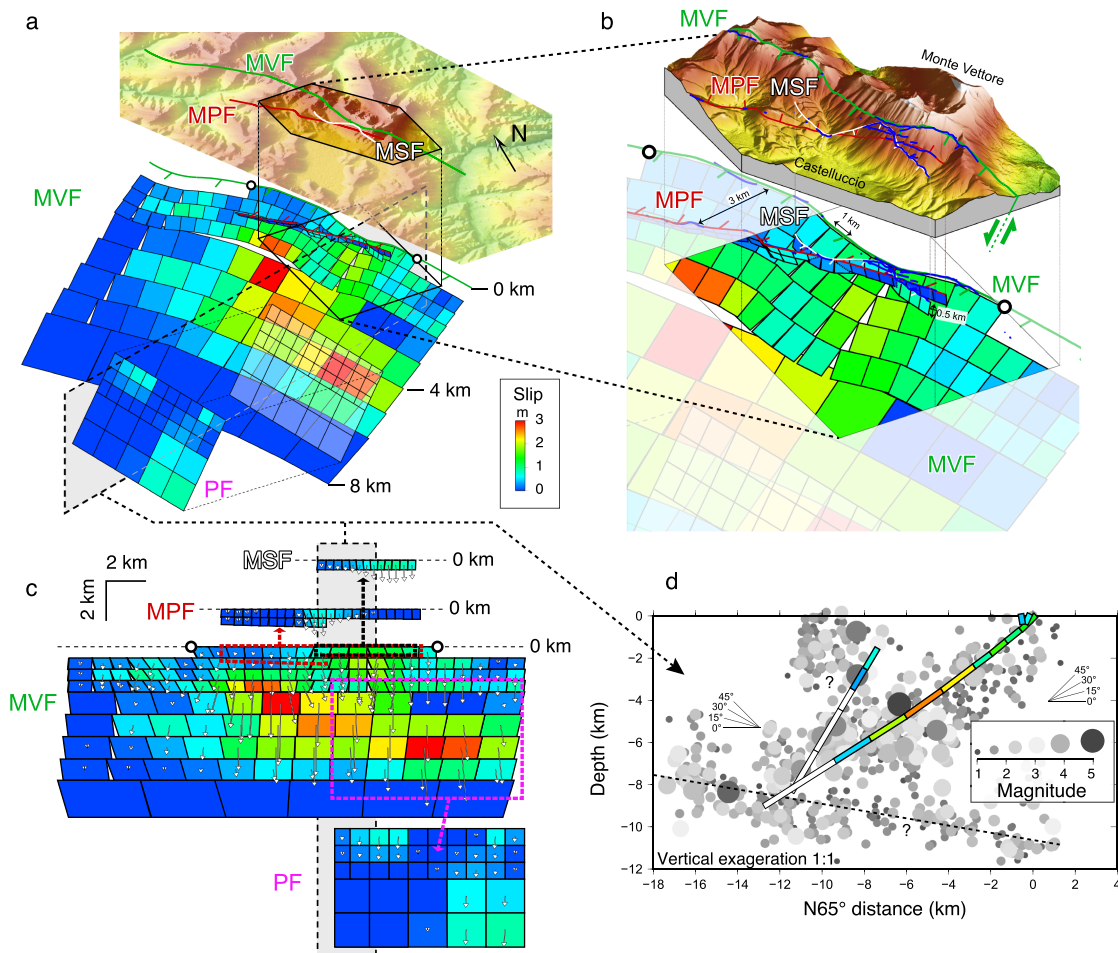 a
MVF
MPF
MSF
N
MVF
0 km
4 km
8 km
PF
Slip
m
3
2
1
0
b
MVF
Monte Vettore
MSF
MPF
Castelluccio
MPF
3 km
MSF
1 km
MVF
0.5 km
MVF
c
2 km
2 km
MSF
0 km
MPF
0 km
0 km
MVF
PF
d
0
−2
−4
−6
−8
−10
−12
Depth (km)
?
45°
30°
15°
0°
45°
30°
15°
0°
1 2 3 4 5
Magnitude
?
Vertical exageration 1:1
−18 −16 −14 −12 −10 −8 −6 −4 −2 0 2 4
N65° distance (km)